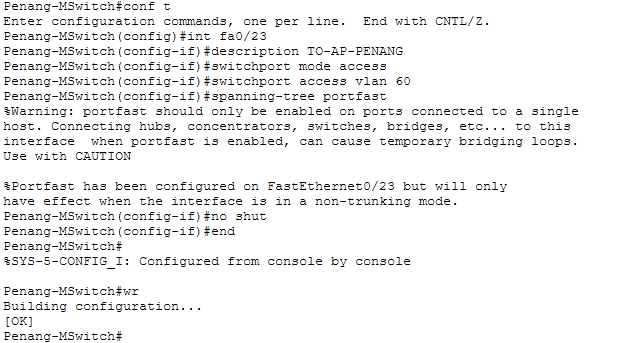 Penang-MSwitch#conf t
Enter configuration commands, one per line.  End with CNTL/Z.
Penang-MSwitch(config)#int fa0/23
Penang-MSwitch(config-if)#description TO-AP-PENANG
Penang-MSwitch(config-if)#switchport mode access
Penang-MSwitch(config-if)#switchport access vlan 60
Penang-MSwitch(config-if)#spanning-tree portfast
%Warning: portfast should only be enabled on ports connected to a single
host. Connecting hubs, concentrators, switches, bridges, etc... to this
interface  when portfast is enabled, can cause temporary bridging loops.
Use with CAUTION

%Portfast has been configured on FastEthernet0/23 but will only
have effect when the interface is in a non-trunking mode.
Penang-MSwitch(config-if)#no shut
Penang-MSwitch(config-if)#end
Penang-MSwitch#
%SYS-5-CONFIG_I: Configured from console by console

Penang-MSwitch#wr
Building configuration...
[OK]
Penang-MSwitch#